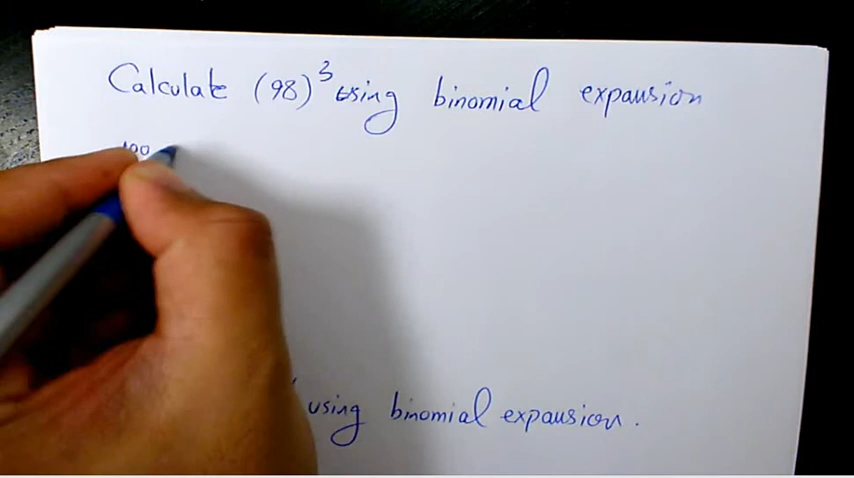 Calculate (98)³ using binomial expansion
100
using binomial expansion.